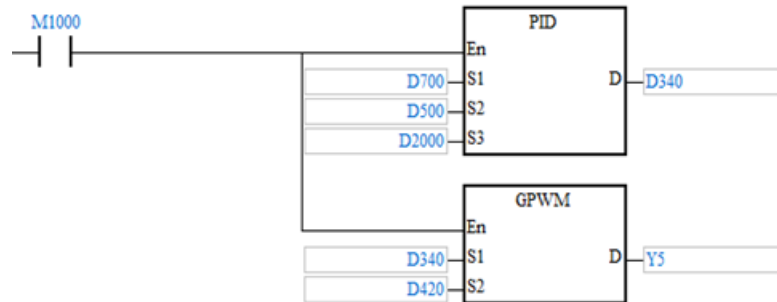 M1000
PID
En
D700 S1 D D340
D500 S2
D2000 S3
GPWM
En
D340 S1 D Y5
D420 S2